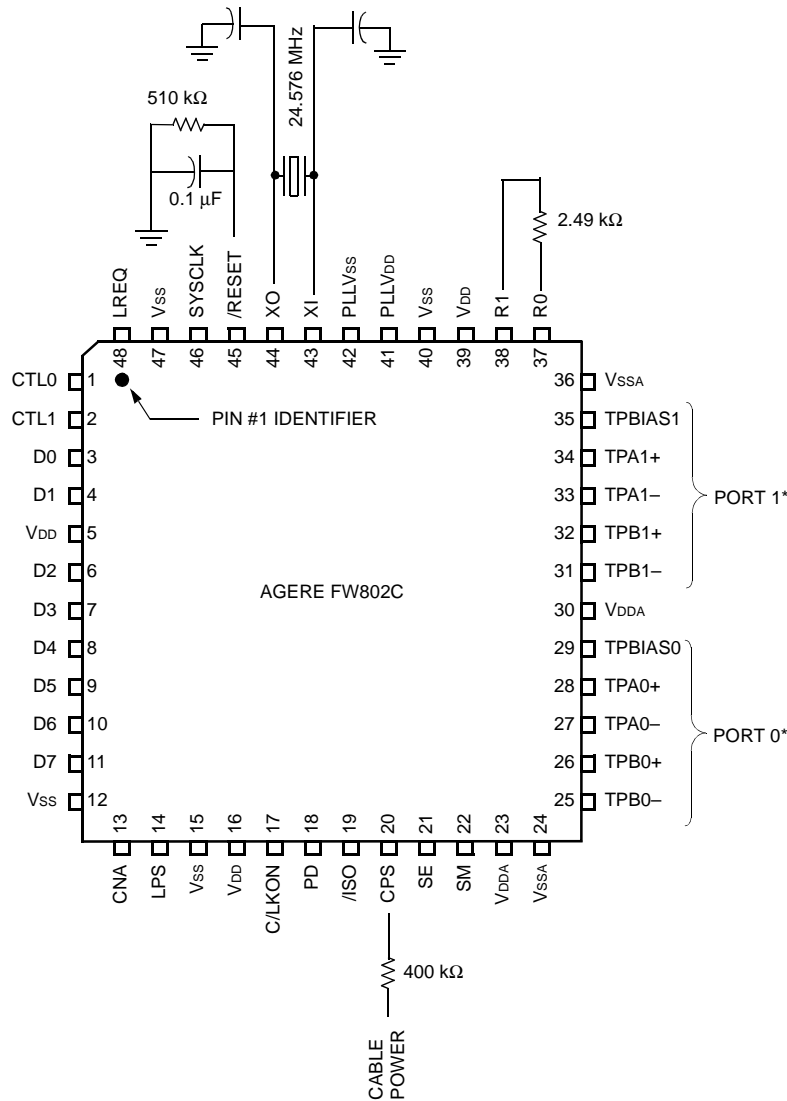 24.576 MHz
510 kΩ
0.1 μF
2.49 kΩ
LREQ
VSS
SYSCLK
/RESET
XO
XI
PLLVSS
PLLVDD
VSS
VDD
R1
R0
48
47
46
45
44
43
42
41
40
39
38
37
CTL0 1
CTL1 2
D0 3
D1 4
VDD 5
D2 6
D3 7
D4 8
D5 9
D6 10
D7 11
VSS 12
PIN #1 IDENTIFIER
AGERE FW802C
36 VSSA
35 TPBIAS1
34 TPA1+
33 TPA1–
32 TPB1+
31 TPB1–
PORT 1*
30 VDDA
29 TPBIAS0
28 TPA0+
27 TPA0–
26 TPB0+
25 TPB0–
PORT 0*
13
14
15
16
17
18
19
20
21
22
23
24
CNA
LPS
VSS
VDD
C/LKON
PD
/ISO
CPS
SE
SM
VDDA
VSSA
400 kΩ
CABLE
POWER